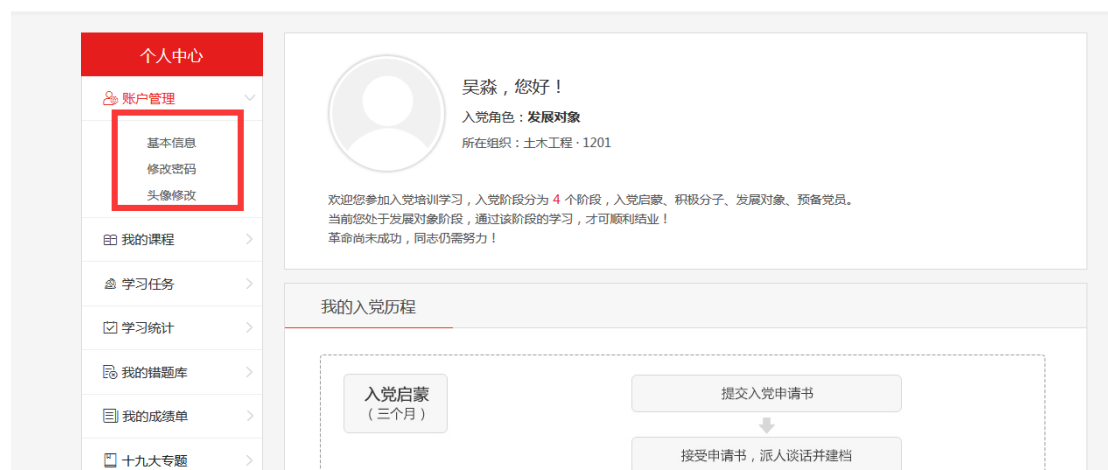 个人中心
账户管理
基本信息
修改密码
头像修改
我的课程
学习任务
学习统计
我的错题库
我的成绩单
十九大专题
吴淼，您好！
入党角色：发展对象
所在组织：土木工程 · 1201
欢迎您参加入党培训学习，入党阶段分为 4 个阶段，入党启蒙、积极分子、发展对象、预备党员。
当前您处于发展对象阶段，通过该阶段的学习，才可顺利结业！
革命尚未成功，同志仍需努力！
我的入党历程
入党启蒙
（三个月）
提交入党申请书
接受申请书，派人谈话并建档